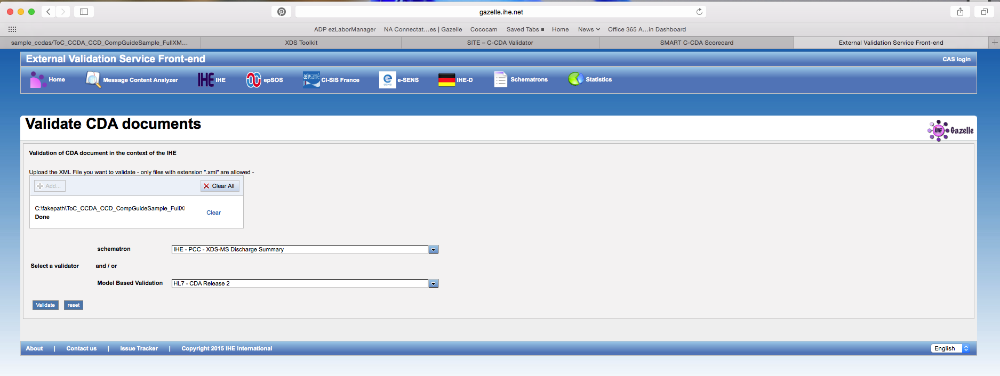 gazelle.ihe.net
ADP ezLaborManager NA Connectat...es | Gazelle Cococam Saved Tabs Home News Office 365 A...in Dashboard
sample_ccdas/ToC_CCDA_CCD_CompGuideSample_FullXM... XDS Toolkit SITE – C-CDA Validator SMART C-CDA Scorecard External Validation Service Front-end
External Validation Service Front-end CAS login
Home Message Content Analyzer IHE IHE epSOS asipsanté CI-SIS France e SENS e-SENS IHE-D Schematrons Statistics
Validate CDA documents
IHE Gazelle
Validation of CDA document in the context of the IHE
Upload the XML File you want to validate - only files with extension ".xml" are allowed -
Add... Clear All
C:\fakepath\ToC_CCDA_CCD_CompGuideSample_FullX
Clear
Done
schematron IHE - PCC - XDS-MS Discharge Summary
Select a validator and / or
Model Based Validation HL7 - CDA Release 2
Validate reset
About | Contact us | Issue Tracker | Copyright 2015 IHE International English